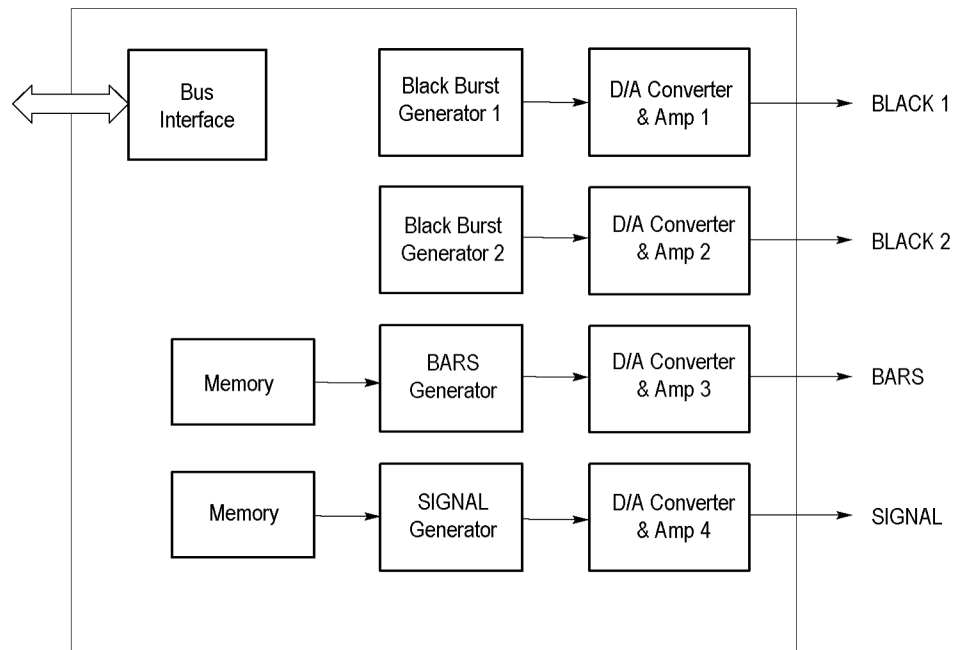 Bus
Interface
Black Burst
Generator 1
D/A Converter
& Amp 1
BLACK 1
Black Burst
Generator 2
D/A Converter
& Amp 2
BLACK 2
Memory
BARS
Generator
D/A Converter
& Amp 3
BARS
Memory
SIGNAL
Generator
D/A Converter
& Amp 4
SIGNAL